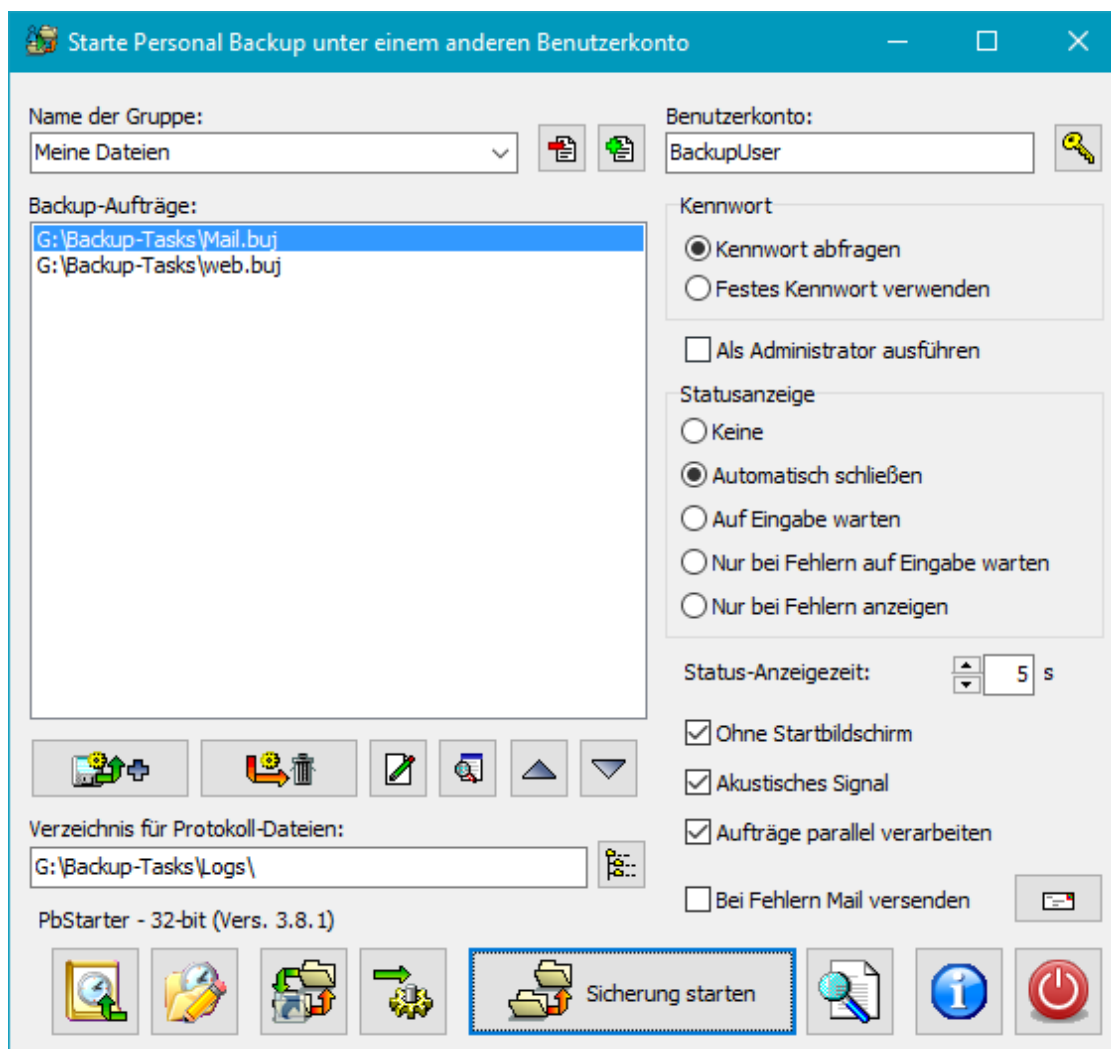 Starte Personal Backup unter einem anderen Benutzerkonto
Name der Gruppe:
Meine Dateien
Backup-Aufträge:
G:\Backup-Tasks\Mail.buj
G:\Backup-Tasks\web.buj
Verzeichnis für Protokoll-Dateien:
G:\Backup-Tasks\Logs\
PbStarter - 32-bit (Vers. 3.8.1)
Benutzerkonto:
BackupUser
Kennwort
Kennwort abfragen
Festes Kennwort verwenden
Als Administrator ausführen
Statusanzeige
Keine
Automatisch schließen
Auf Eingabe warten
Nur bei Fehlern auf Eingabe warten
Nur bei Fehlern anzeigen
Status-Anzeigezeit: 5 s
Ohne Startbildschirm
Akustisches Signal
Aufträge parallel verarbeiten
Bei Fehlern Mail versenden
Sicherung starten